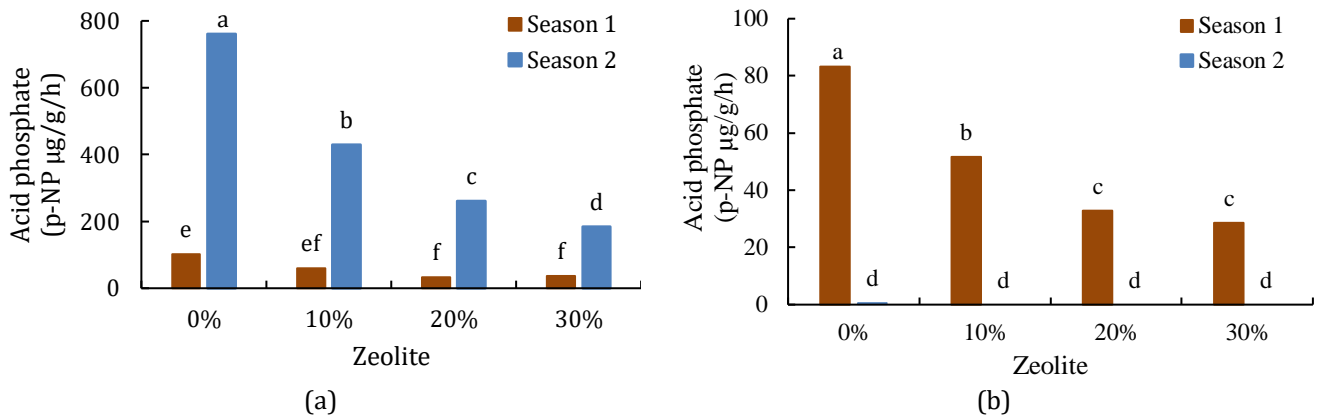 Acid phosphate
(p-NP μg/g/h)
800
600
400
200
0
Season 1
Season 2
a
b
c
d
e
ef
f
f
0%
10%
20%
30%
Zeolite
(a)
Acid phosphate
(p-NP μg/g/h)
100
80
60
40
20
0
Season 1
Season 2
a
b
c
c
d
d
d
d
0%
10%
20%
30%
Zeolite
(b)